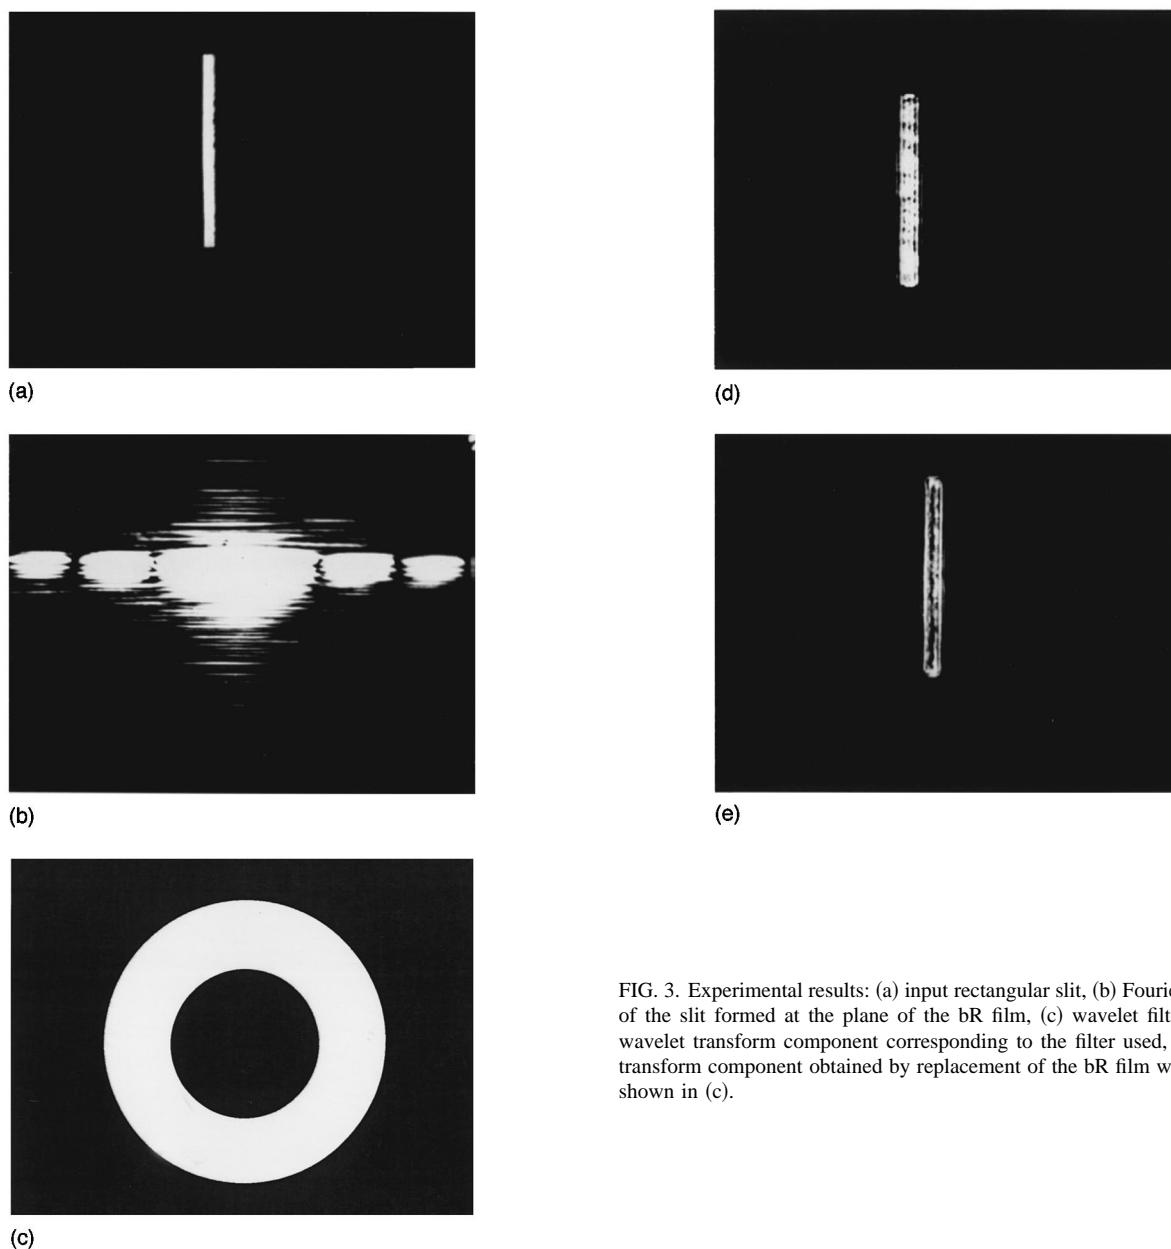 (a)
(b)
(c)
(d)
(e)
FIG. 3. Experimental results: (a) input rectangular slit, (b) Fourie
of the slit formed at the plane of the bR film, (c) wavelet filt
wavelet transform component corresponding to the filter used,
transform component obtained by replacement of the bR film w
shown in (c).